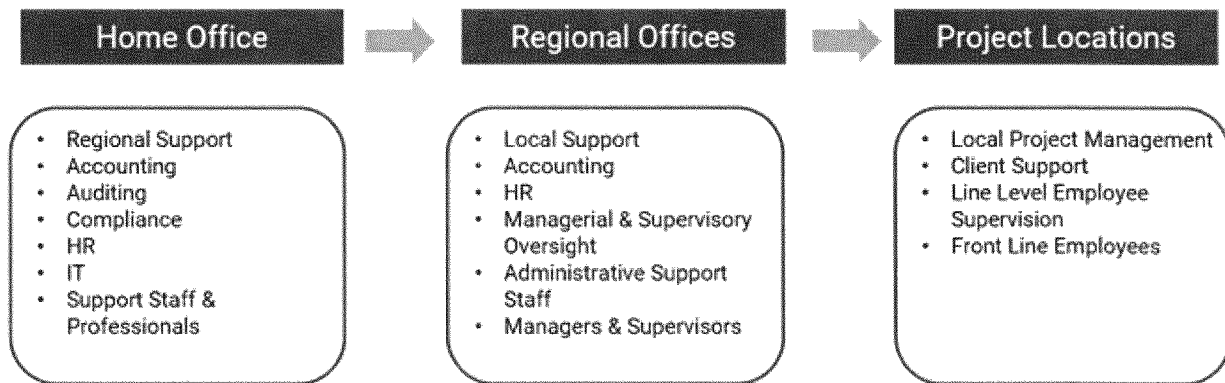 Home Office
Regional Offices
Project Locations
• Regional Support
• Accounting
• Auditing
• Compliance
• HR
• IT
• Support Staff &
Professionals
• Local Support
• Accounting
• HR
• Managerial & Supervisory
Oversight
• Administrative Support
Staff
• Managers & Supervisors
• Local Project Management
• Client Support
• Line Level Employee
Supervision
• Front Line Employees